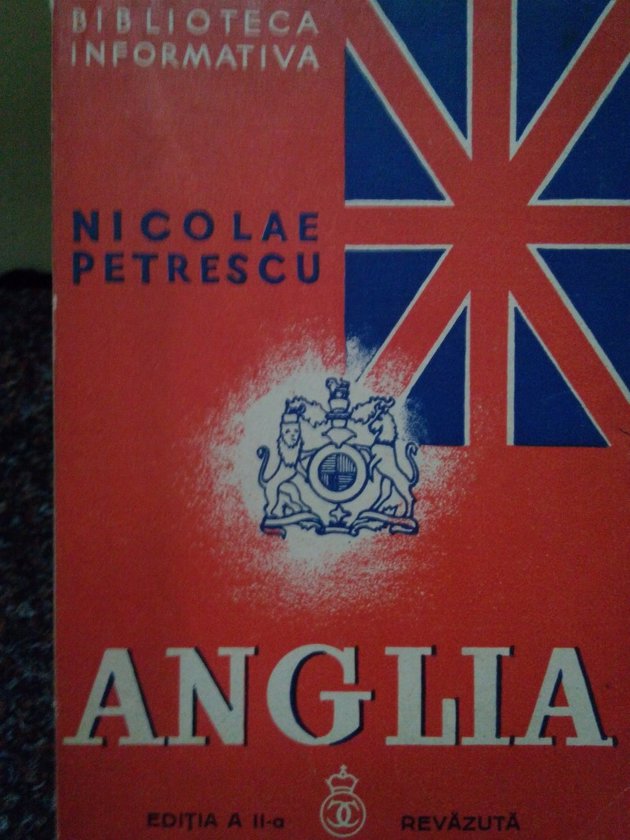 BIBLIOTECA
INFORMATIVA
NICOLAE
PETRESCU
ANGLIA
EDIȚIA A II-a REVĂZUTĂ